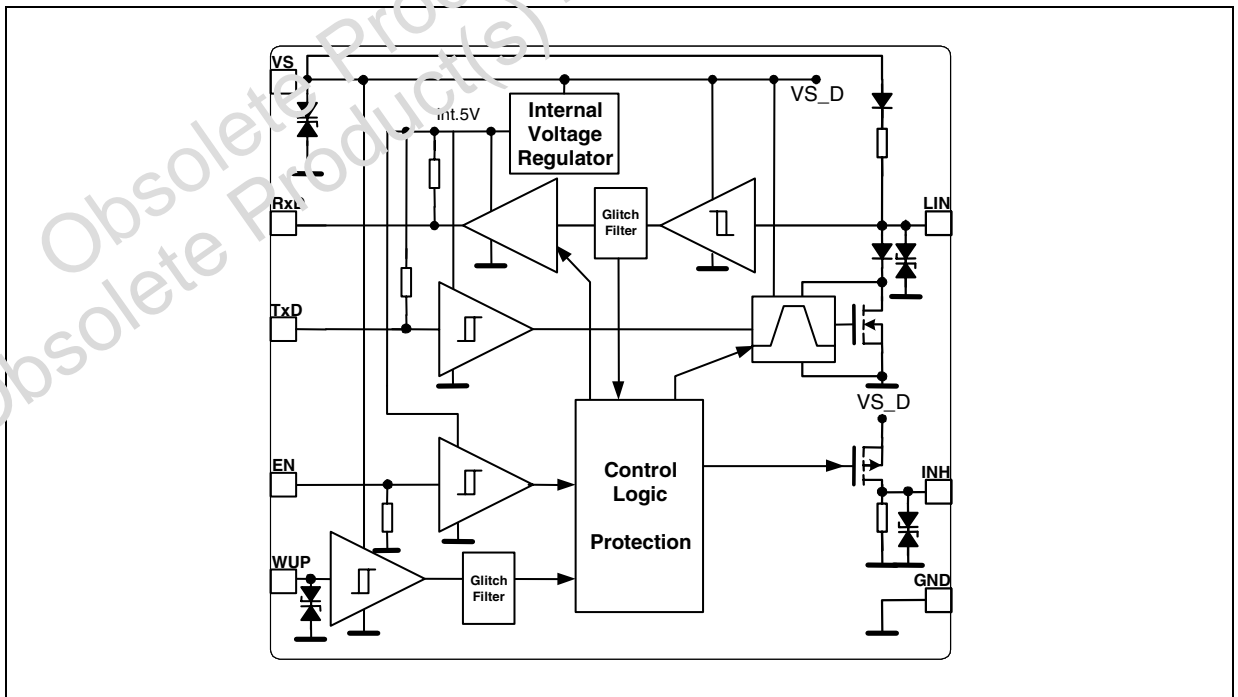 Obsolete Product(s)
Obsolete Product(s)
VS
VS_D
Int.5V
Internal
Voltage
Regulator
RxD
Glitch
Filter
LIN
TxD
VS_D
EN
Control
Logic
Protection
INH
WUP
Glitch
Filter
GND